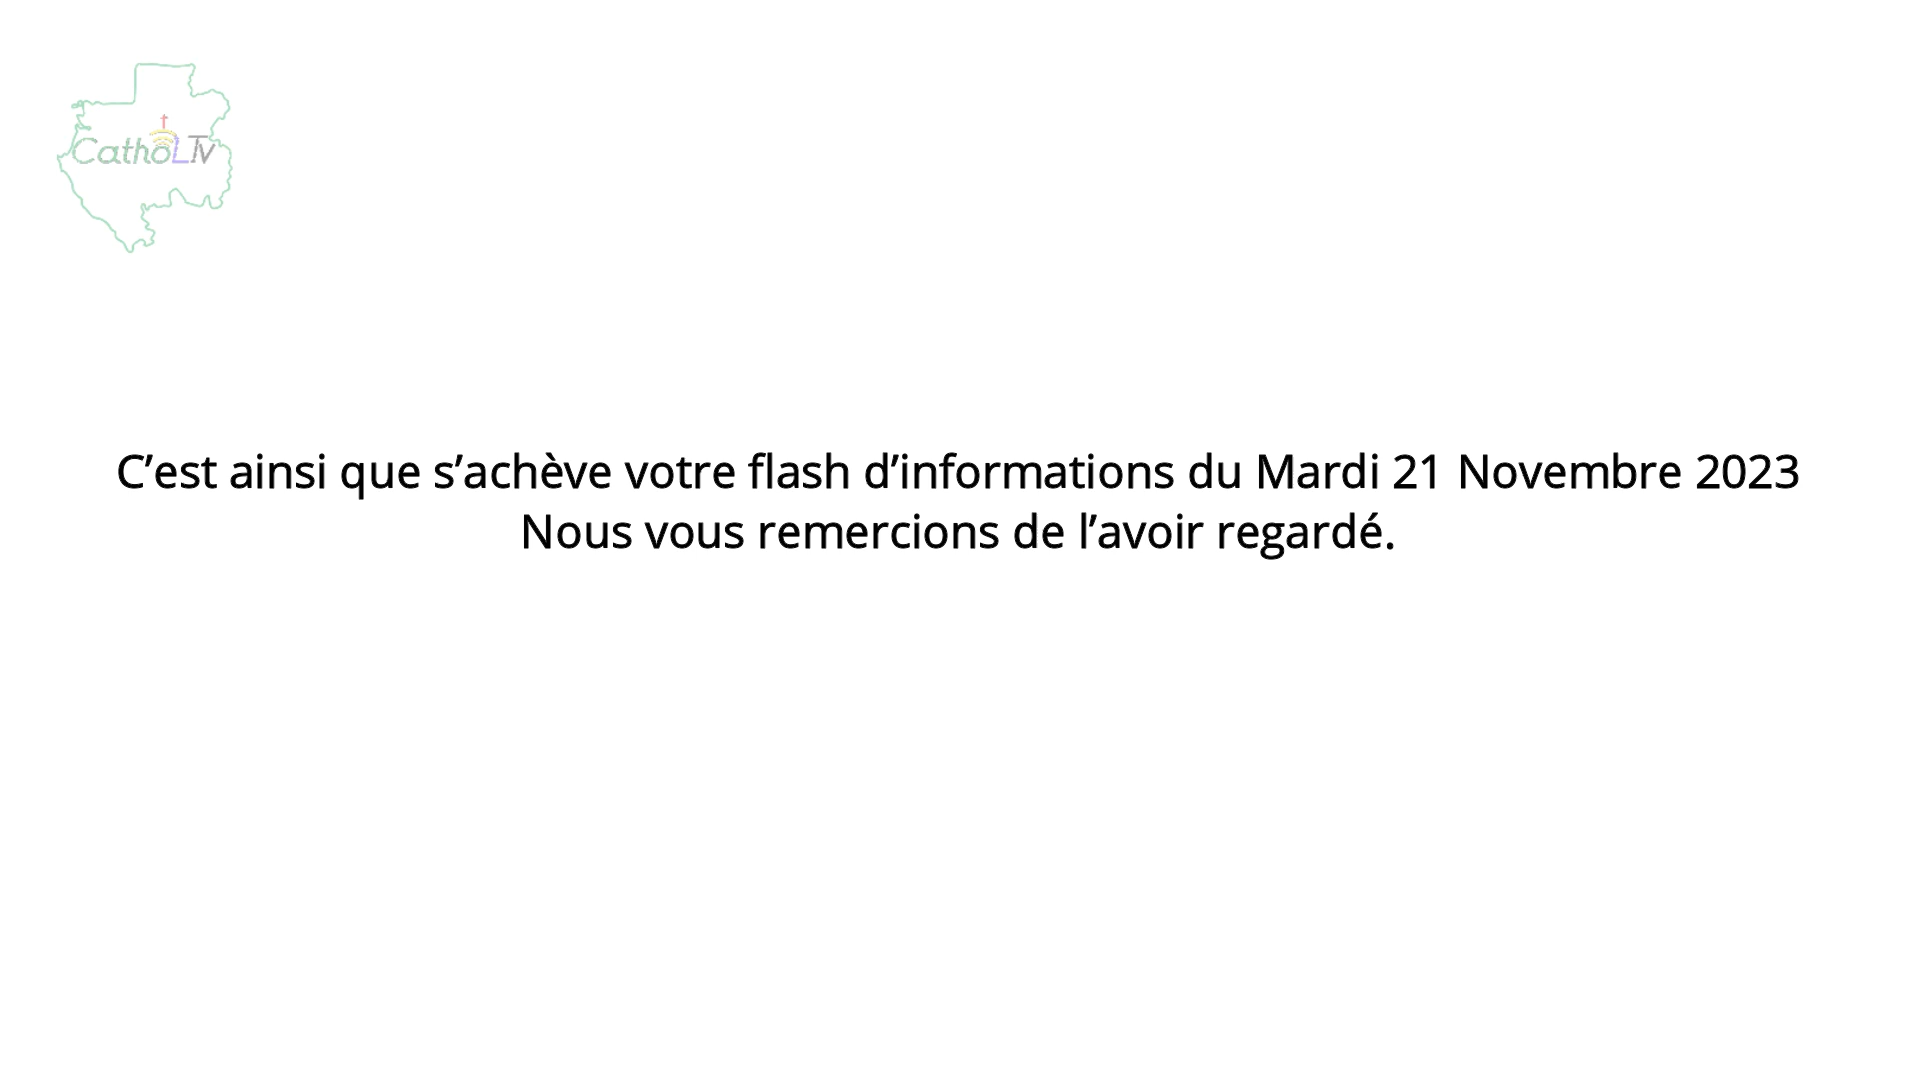 CathoLTv
C’est ainsi que s’achève votre flash d’informations du Mardi 21 Novembre 2023
Nous vous remercions de l’avoir regardé.